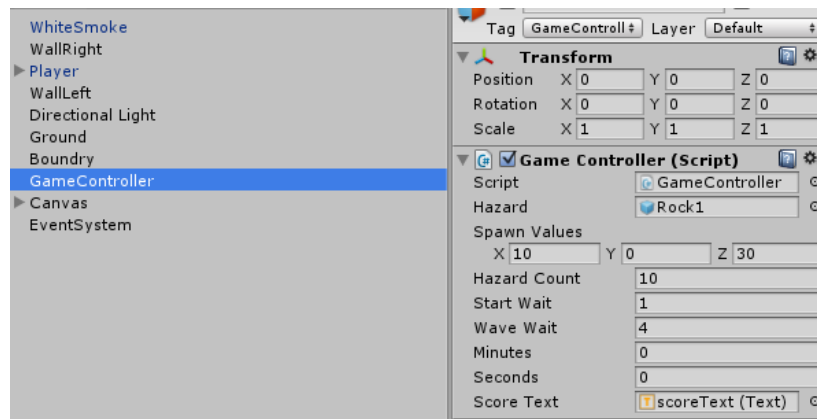 WhiteSmoke
WallRight
Player
WallLeft
Directional Light
Ground
Boundry
GameController
Canvas
EventSystem
Tag GameControll Layer Default
Transform
Position X 0 Y 0 Z 0
Rotation X 0 Y 0 Z 0
Scale X 1 Y 1 Z 1
Game Controller (Script)
Script GameController
Hazard Rock1
Spawn Values
X 10 Y 0 Z 30
Hazard Count 10
Start Wait 1
Wave Wait 4
Minutes 0
Seconds 0
Score Text scoreText (Text)